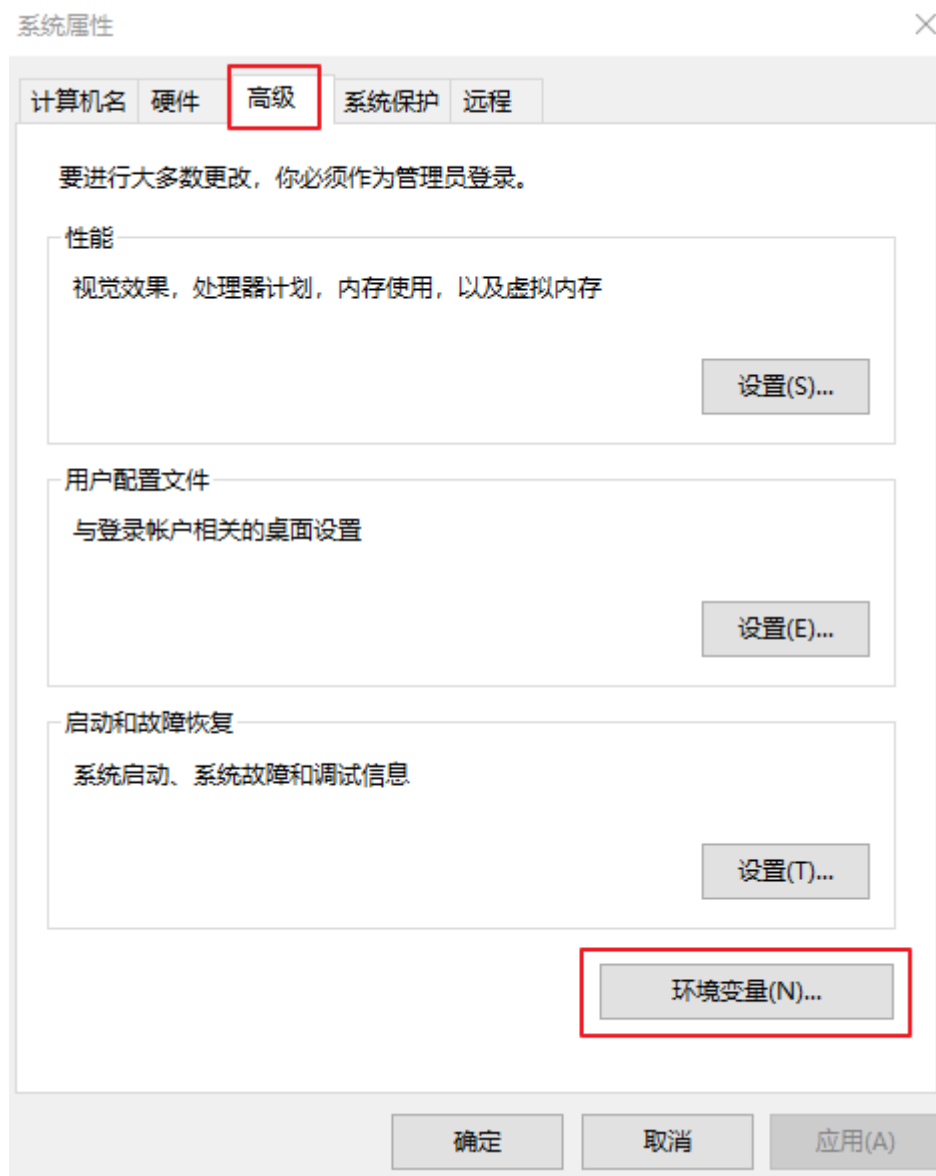 系统属性
计算机名 硬件 高级 系统保护 远程
要进行大多数更改，你必须作为管理员登录。
性能
视觉效果，处理器计划，内存使用，以及虚拟内存
设置(S)...
用户配置文件
与登录帐户相关的桌面设置
设置(E)...
启动和故障恢复
系统启动、系统故障和调试信息
设置(T)...
环境变量(N)...
确定 取消 应用(A)